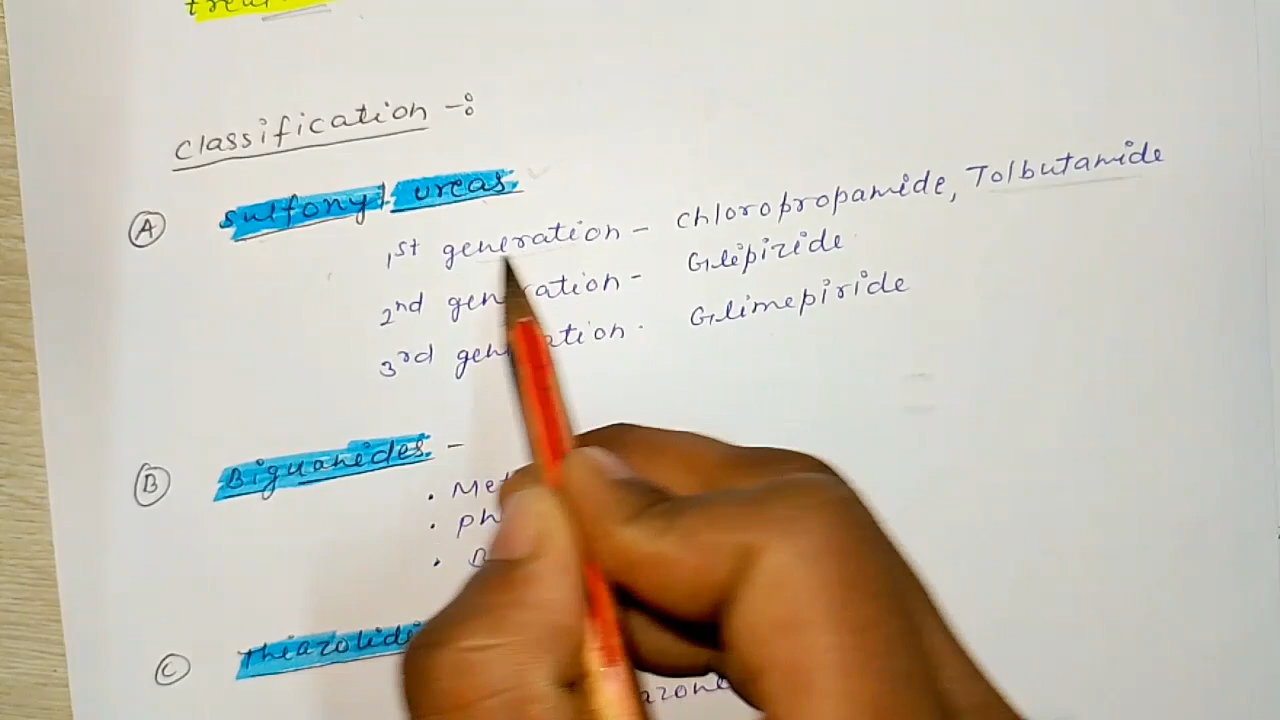 Classification -:
A Sulfonyl ureas
1st generation - chloropropamide, Tolbutamide
2nd generation - Glipizide
3rd generation - Glimepiride
B Biguanides -
C